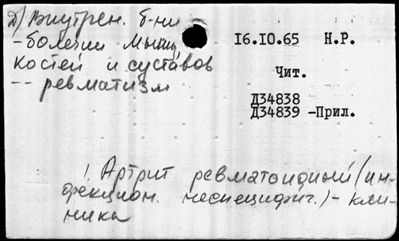 Д) Внутрен. б-ни
- болезни мышц,
костей и суставов
-- ревматизм
16.10.65 Н.Р.
Чит.
Д34838
Д34839 -Прил.
! Артрит ревматоидный (ин-
фекцион. неспецифич.) - кли-
ника